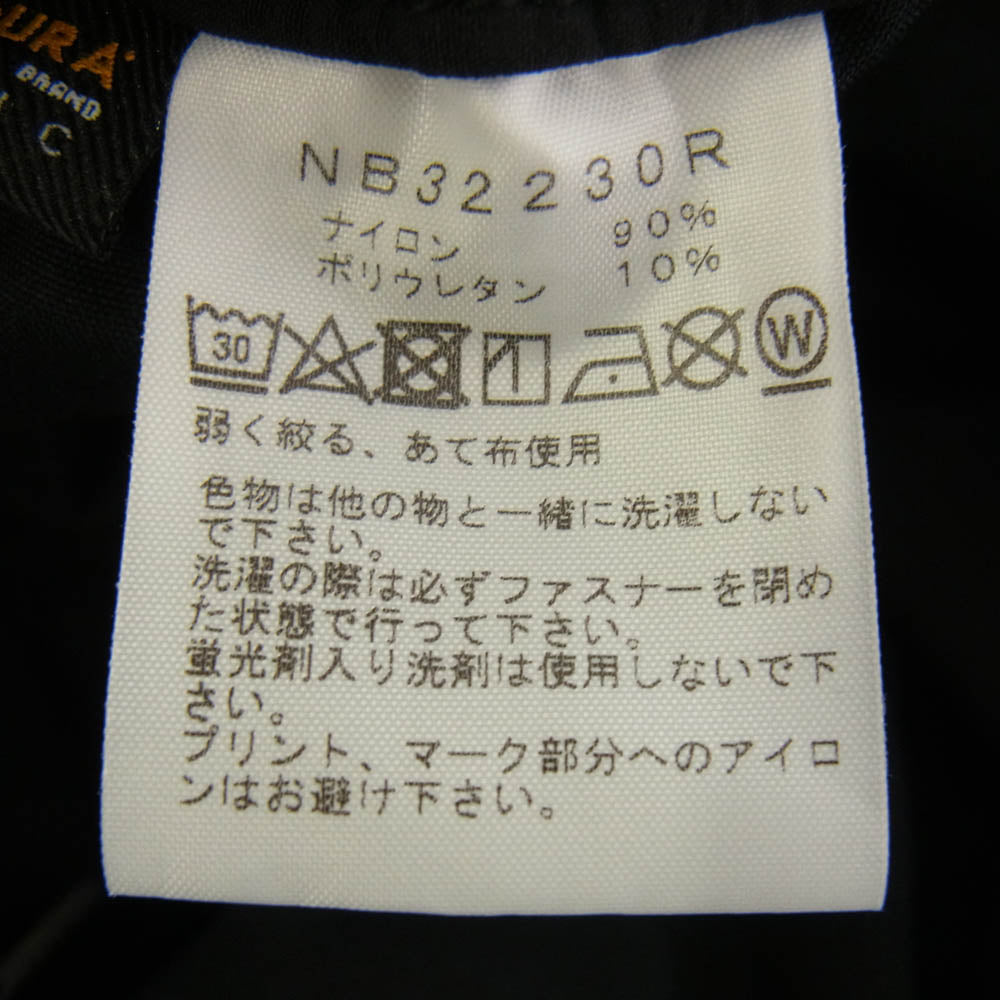 URA
BRAND
C
NB32230R
ナイロン 90%
ポリウレタン 10%
30 W
弱く絞る、あて布使用
色物は他の物と一緒に洗濯しない
で下さい。
洗濯の際は必ずファスナーを閉め
た状態で行って下さい。
蛍光剤入り洗剤は使用しないで下
さい。
プリント、マーク部分へのアイロ
ンはお避け下さい。